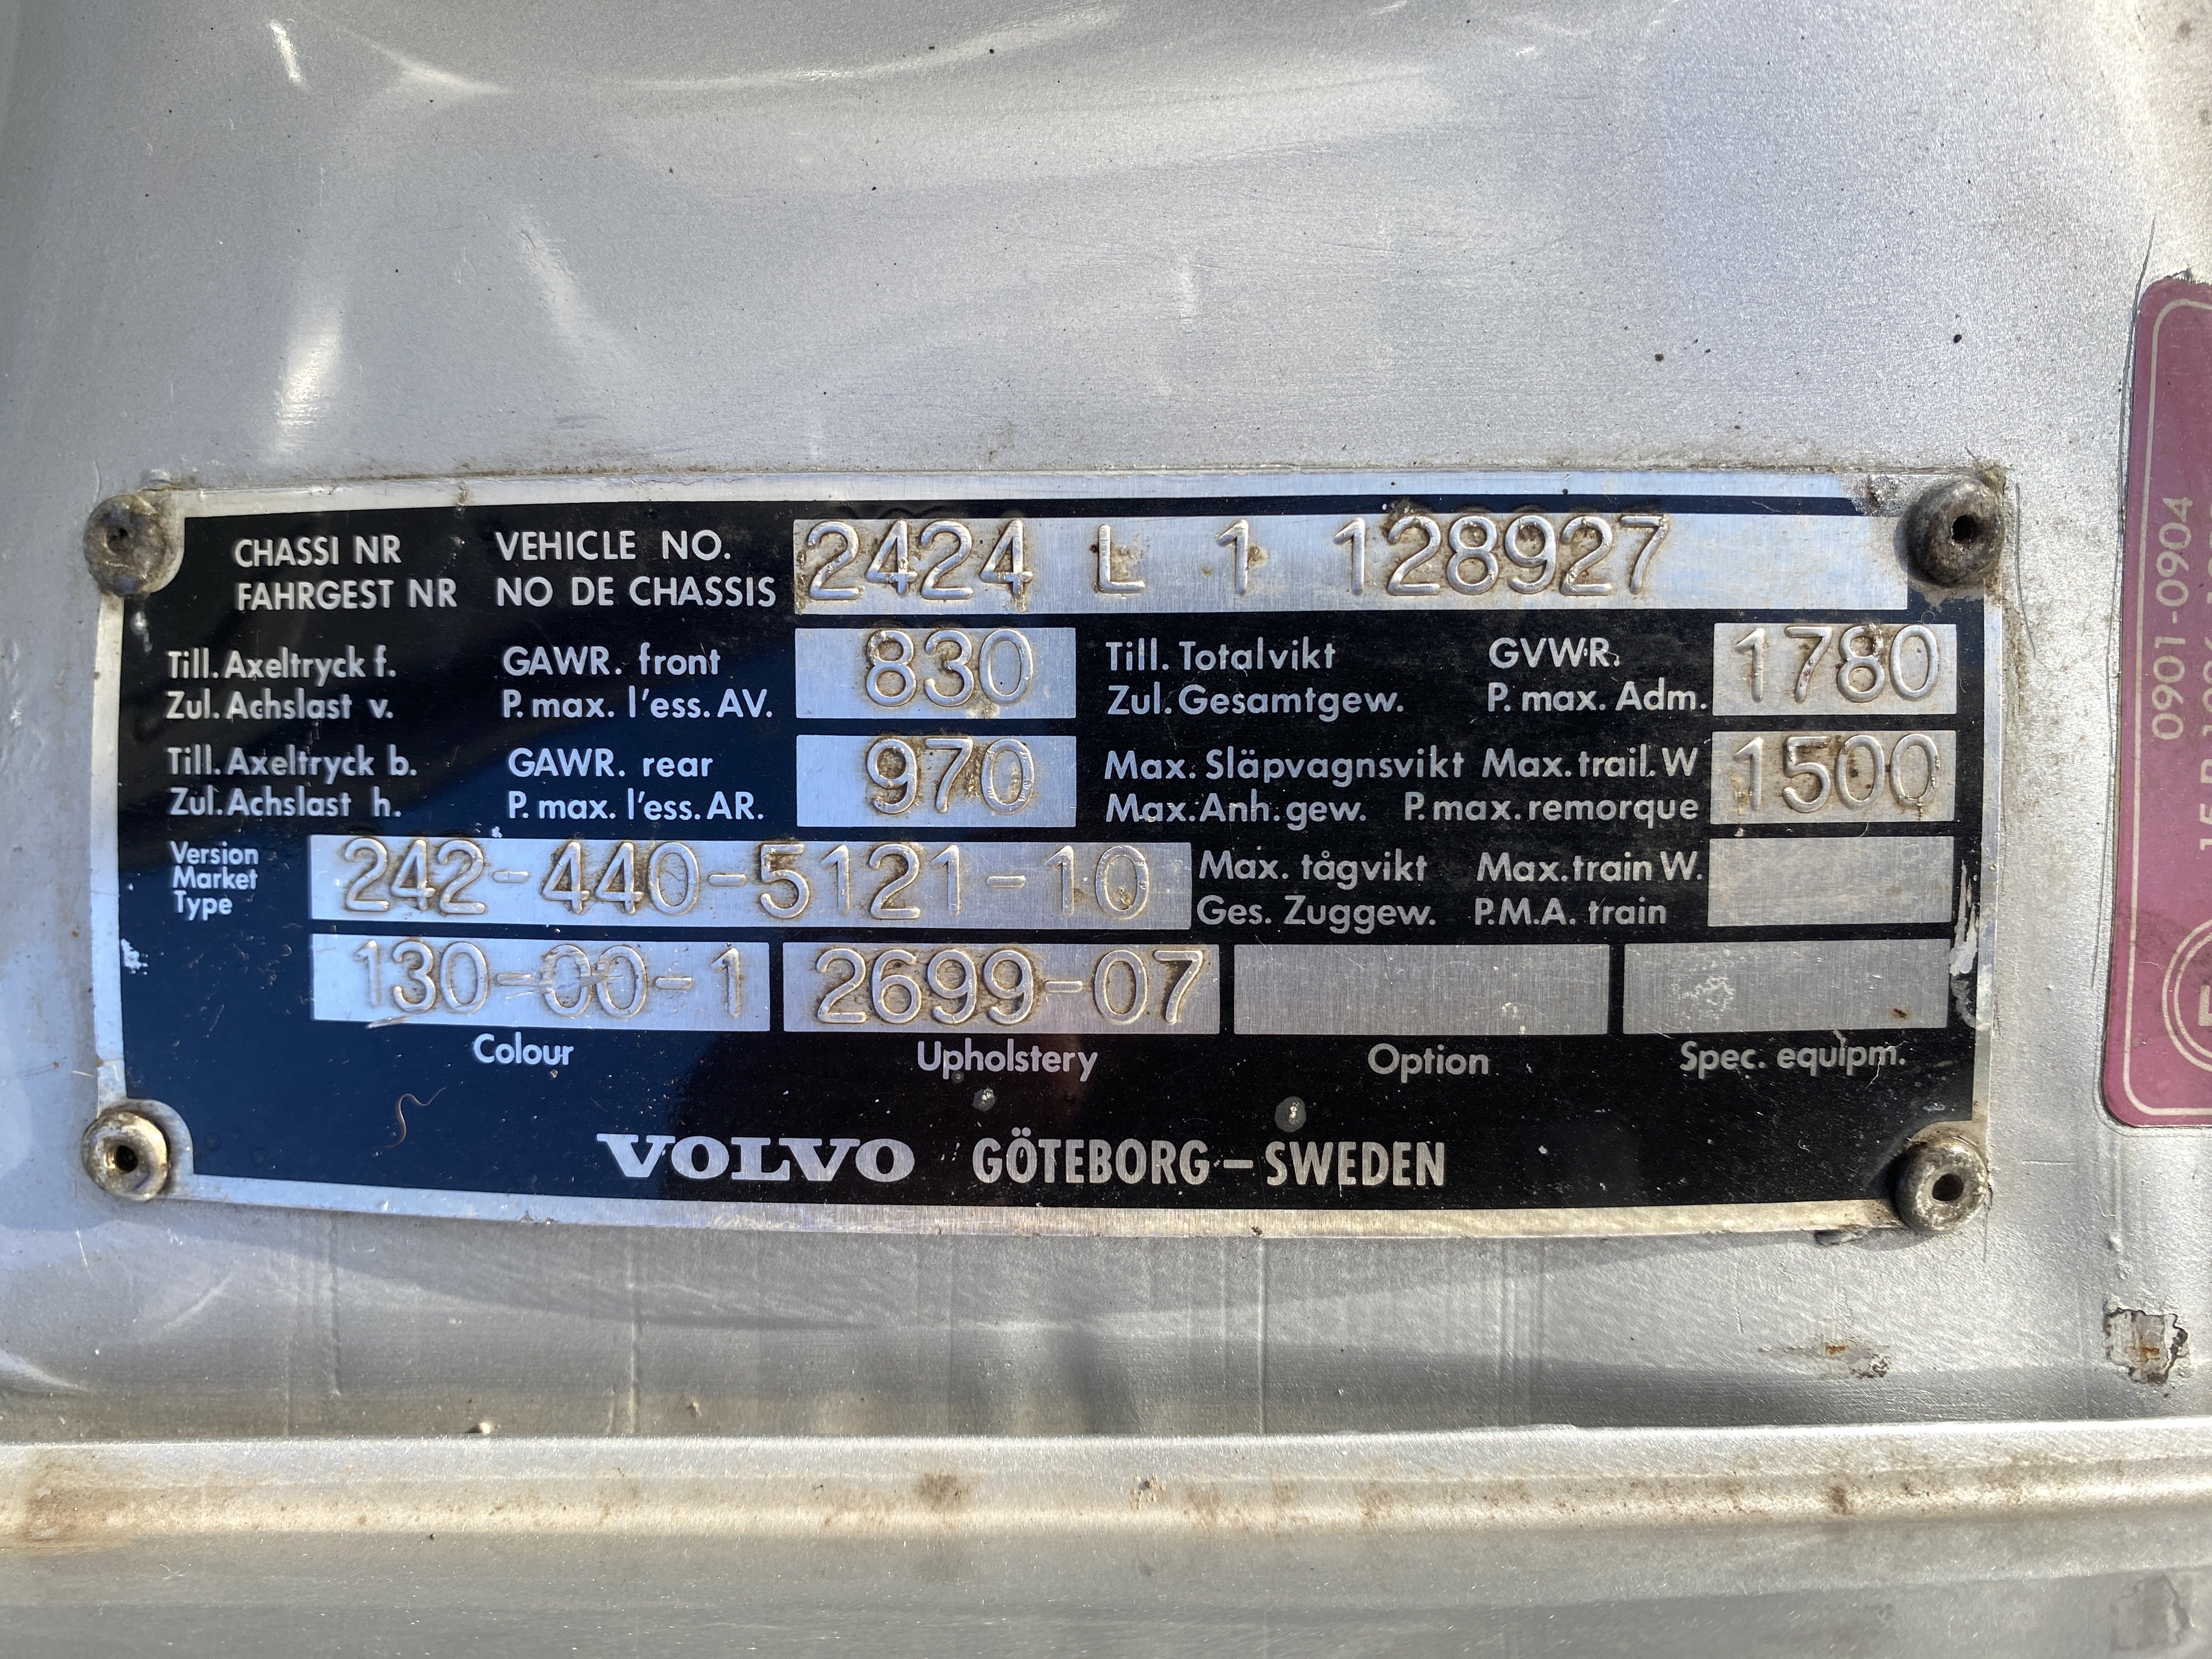 CHASSI NR VEHICLE NO. 2424 L 1 128927
FAHRGEST NR NO DE CHASSIS
Till. Axeltryck f. GAWR. front 830 Till. Totalvikt GVWR. 1780
Zul. Achslast v. P. max. l'ess. AV. Zul. Gesamtgew. P. max. Adm.
Till. Axeltryck b. GAWR. rear 970 Max. Släpvagnsvikt Max. trail. W 1500
Zul. Achslast h. P. max. l'ess. AR. Max. Anh. gew. P. max. remorque
Version
Market
Type
242-440-5121-10
Max. tågvikt Max. train W.
Ges. Zuggew. P.M.A. train
130-00-1 2699-07
Colour Upholstery Option Spec. equipm.
VOLVO GÖTEBORG-SWEDEN
0901-0904